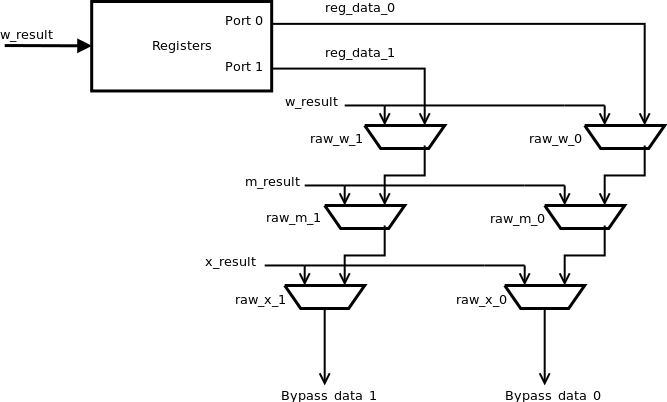 reg_data_0
Port 0
w_result
Registers
reg_data_1
Port 1
w_result
raw_w_1
raw_w_0
m_result
raw_m_1
raw_m_0
x_result
raw_x_1
raw_x_0
Bypass data 1
Bypass data 0